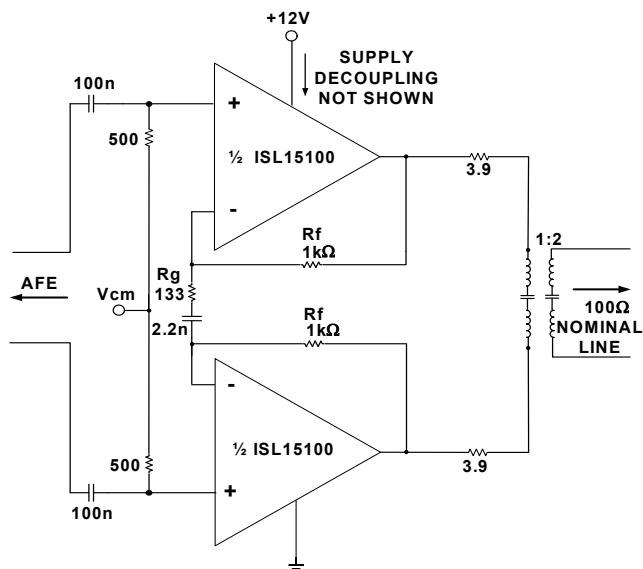 +12V
SUPPLY
DECOUPLING
NOT SHOWN
100n
+
500
½ ISL15100
3.9
-
Rf
1kΩ
1:2
Rg
133
AFE
Vcm
2.2n
Rf
1kΩ
100Ω
NOMINAL
LINE
-
½ ISL15100
500
3.9
+
100n